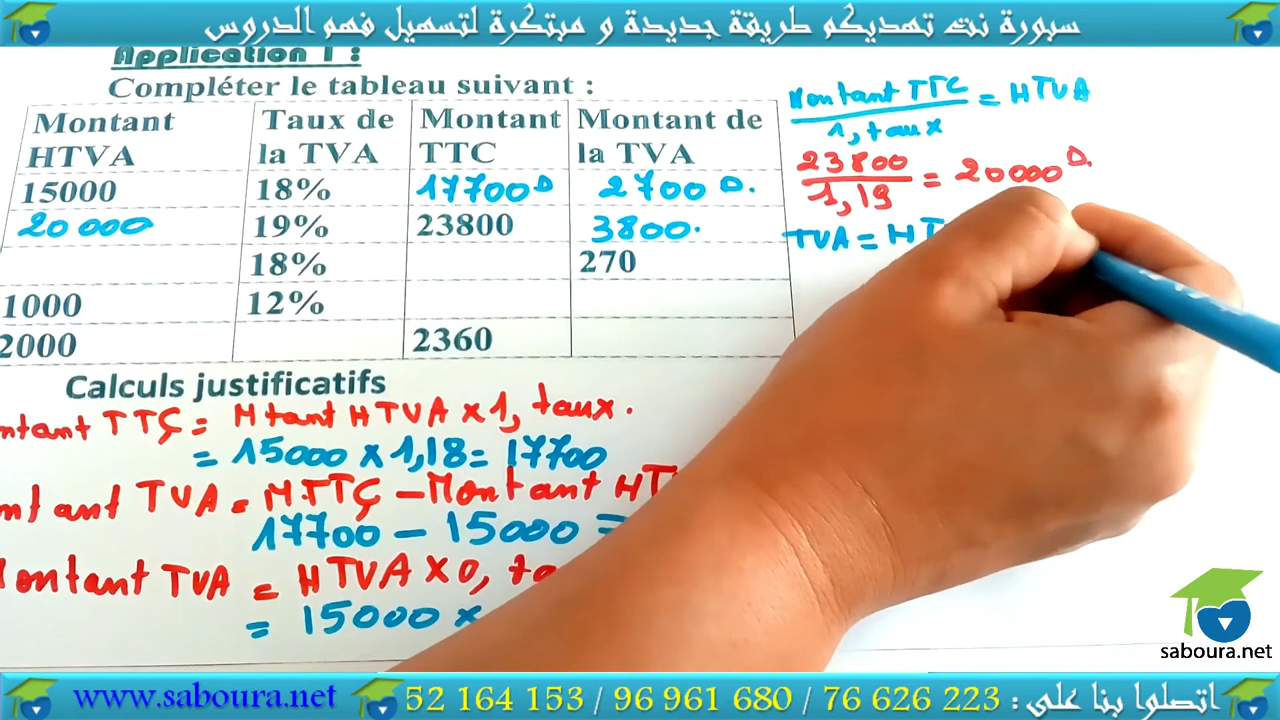 سبورة نت تهديكم طريقة جديدة و مبتكرة لتسهيل فهم الدروس
Application 1 :
Compléter le tableau suivant :
Montant HTVA Taux de la TVA Montant TTC Montant de la TVA
15000 18% 17700 D 2700 D.
20 000 19% 23800 3800.
18% 270
1000 12%
2000 2360
Montant TTC / 1, taux = HTVA
23800 / 1,19 = 20000 D.
TVA = HT
Calculs justificatifs
ntant TTC = Mtant HTVA x 1, taux.
= 15000 x 1,18 = 17700
ntant TVA = M.TTC – Montant HT
17700 – 15000 =
Montant TVA = HTVA x 0, ta
= 15000 x
saboura.net
www.saboura.net
52 164 153 / 96 961 680 / 76 626 223 : اتصلوا بنا على